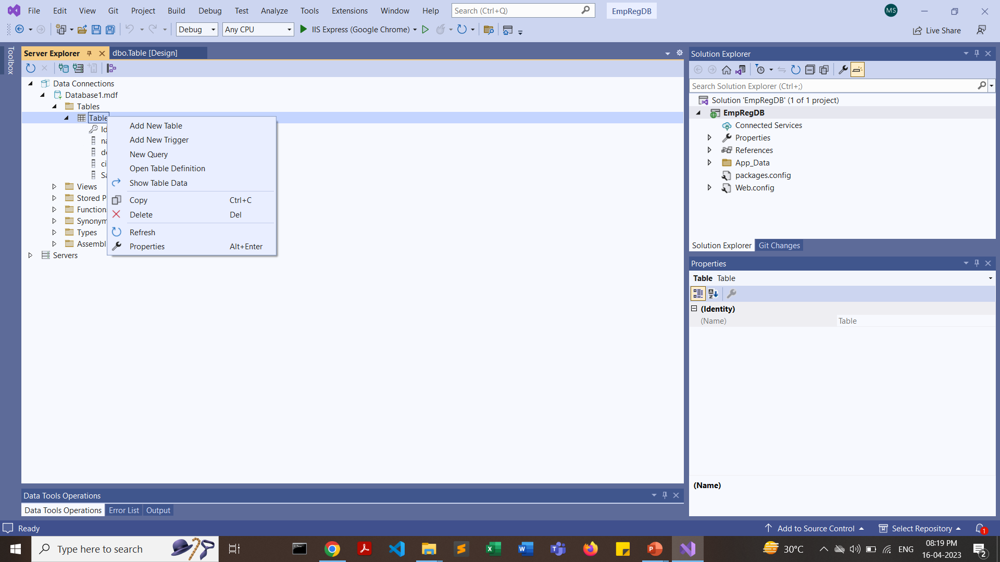 File Edit View Git Project Build Debug Test Analyze Tools Extensions Window Help Search (Ctrl+Q) EmpRegDB MS
Debug Any CPU IIS Express (Google Chrome) Live Share
Toolbox
Server Explorer dbo.Table [Design]
Data Connections
Database1.mdf
Tables
Table
Id
na
de
ci
Sa
Views
Stored P
Function
Synonym
Types
Assembl
Servers
Add New Table
Add New Trigger
New Query
Open Table Definition
Show Table Data
Copy Ctrl+C
Delete Del
Refresh
Properties Alt+Enter
Solution Explorer
Search Solution Explorer (Ctrl+;)
Solution 'EmpRegDB' (1 of 1 project)
EmpRegDB
Connected Services
Properties
References
App_Data
packages.config
Web.config
Solution Explorer Git Changes
Properties
Table Table
(Identity)
(Name) Table
(Name)
Data Tools Operations
Data Tools Operations Error List Output
Ready Add to Source Control Select Repository 1
Type here to search 30°C ENG 08:19 PM
16-04-2023 2